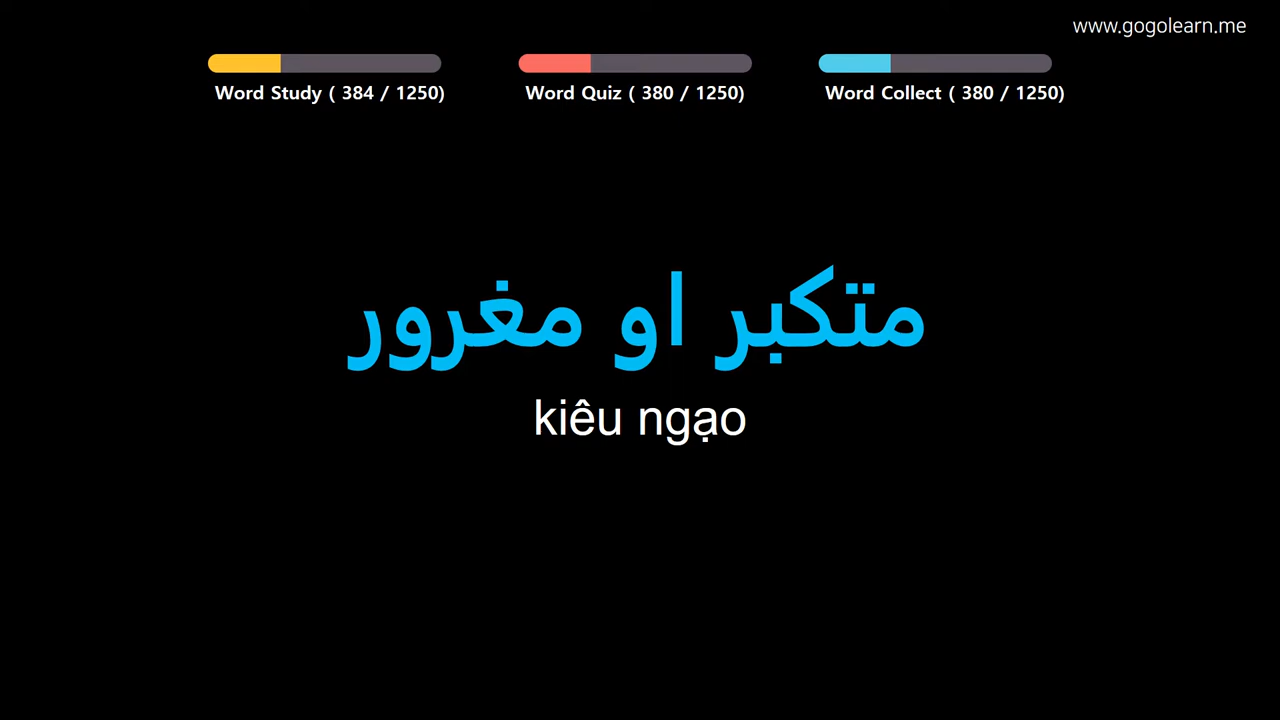 www.gogolearn.me
Word Study ( 384 / 1250)
Word Quiz ( 380 / 1250)
Word Collect ( 380 / 1250)
متكبر او مغرور
kiêu ngạo